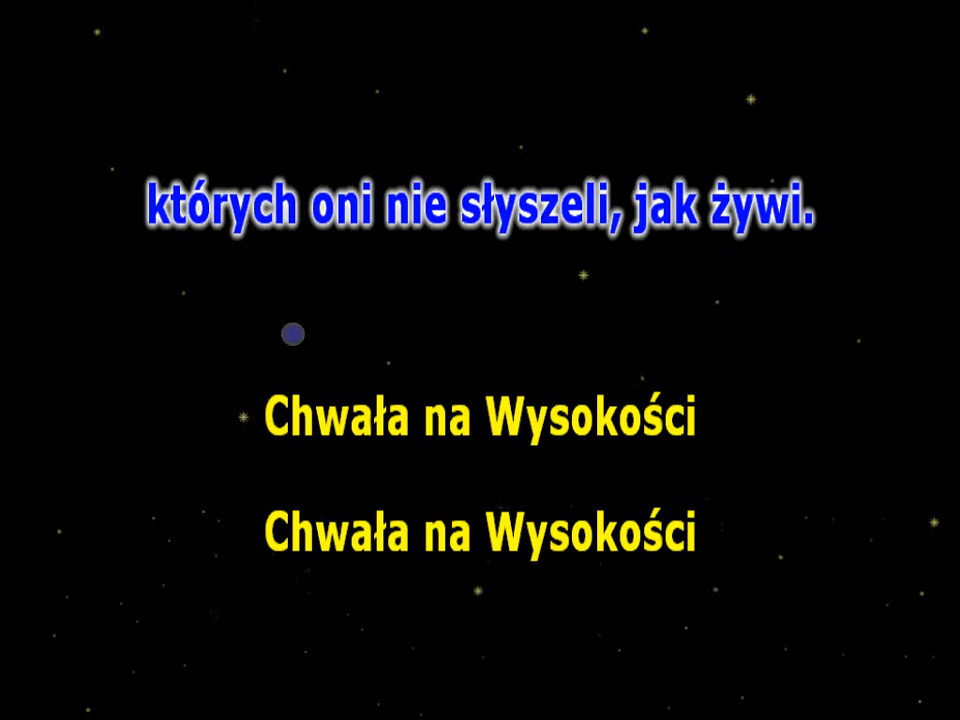 których oni nie słyszeli, jak żywi.
Chwała na Wysokości
Chwała na Wysokości